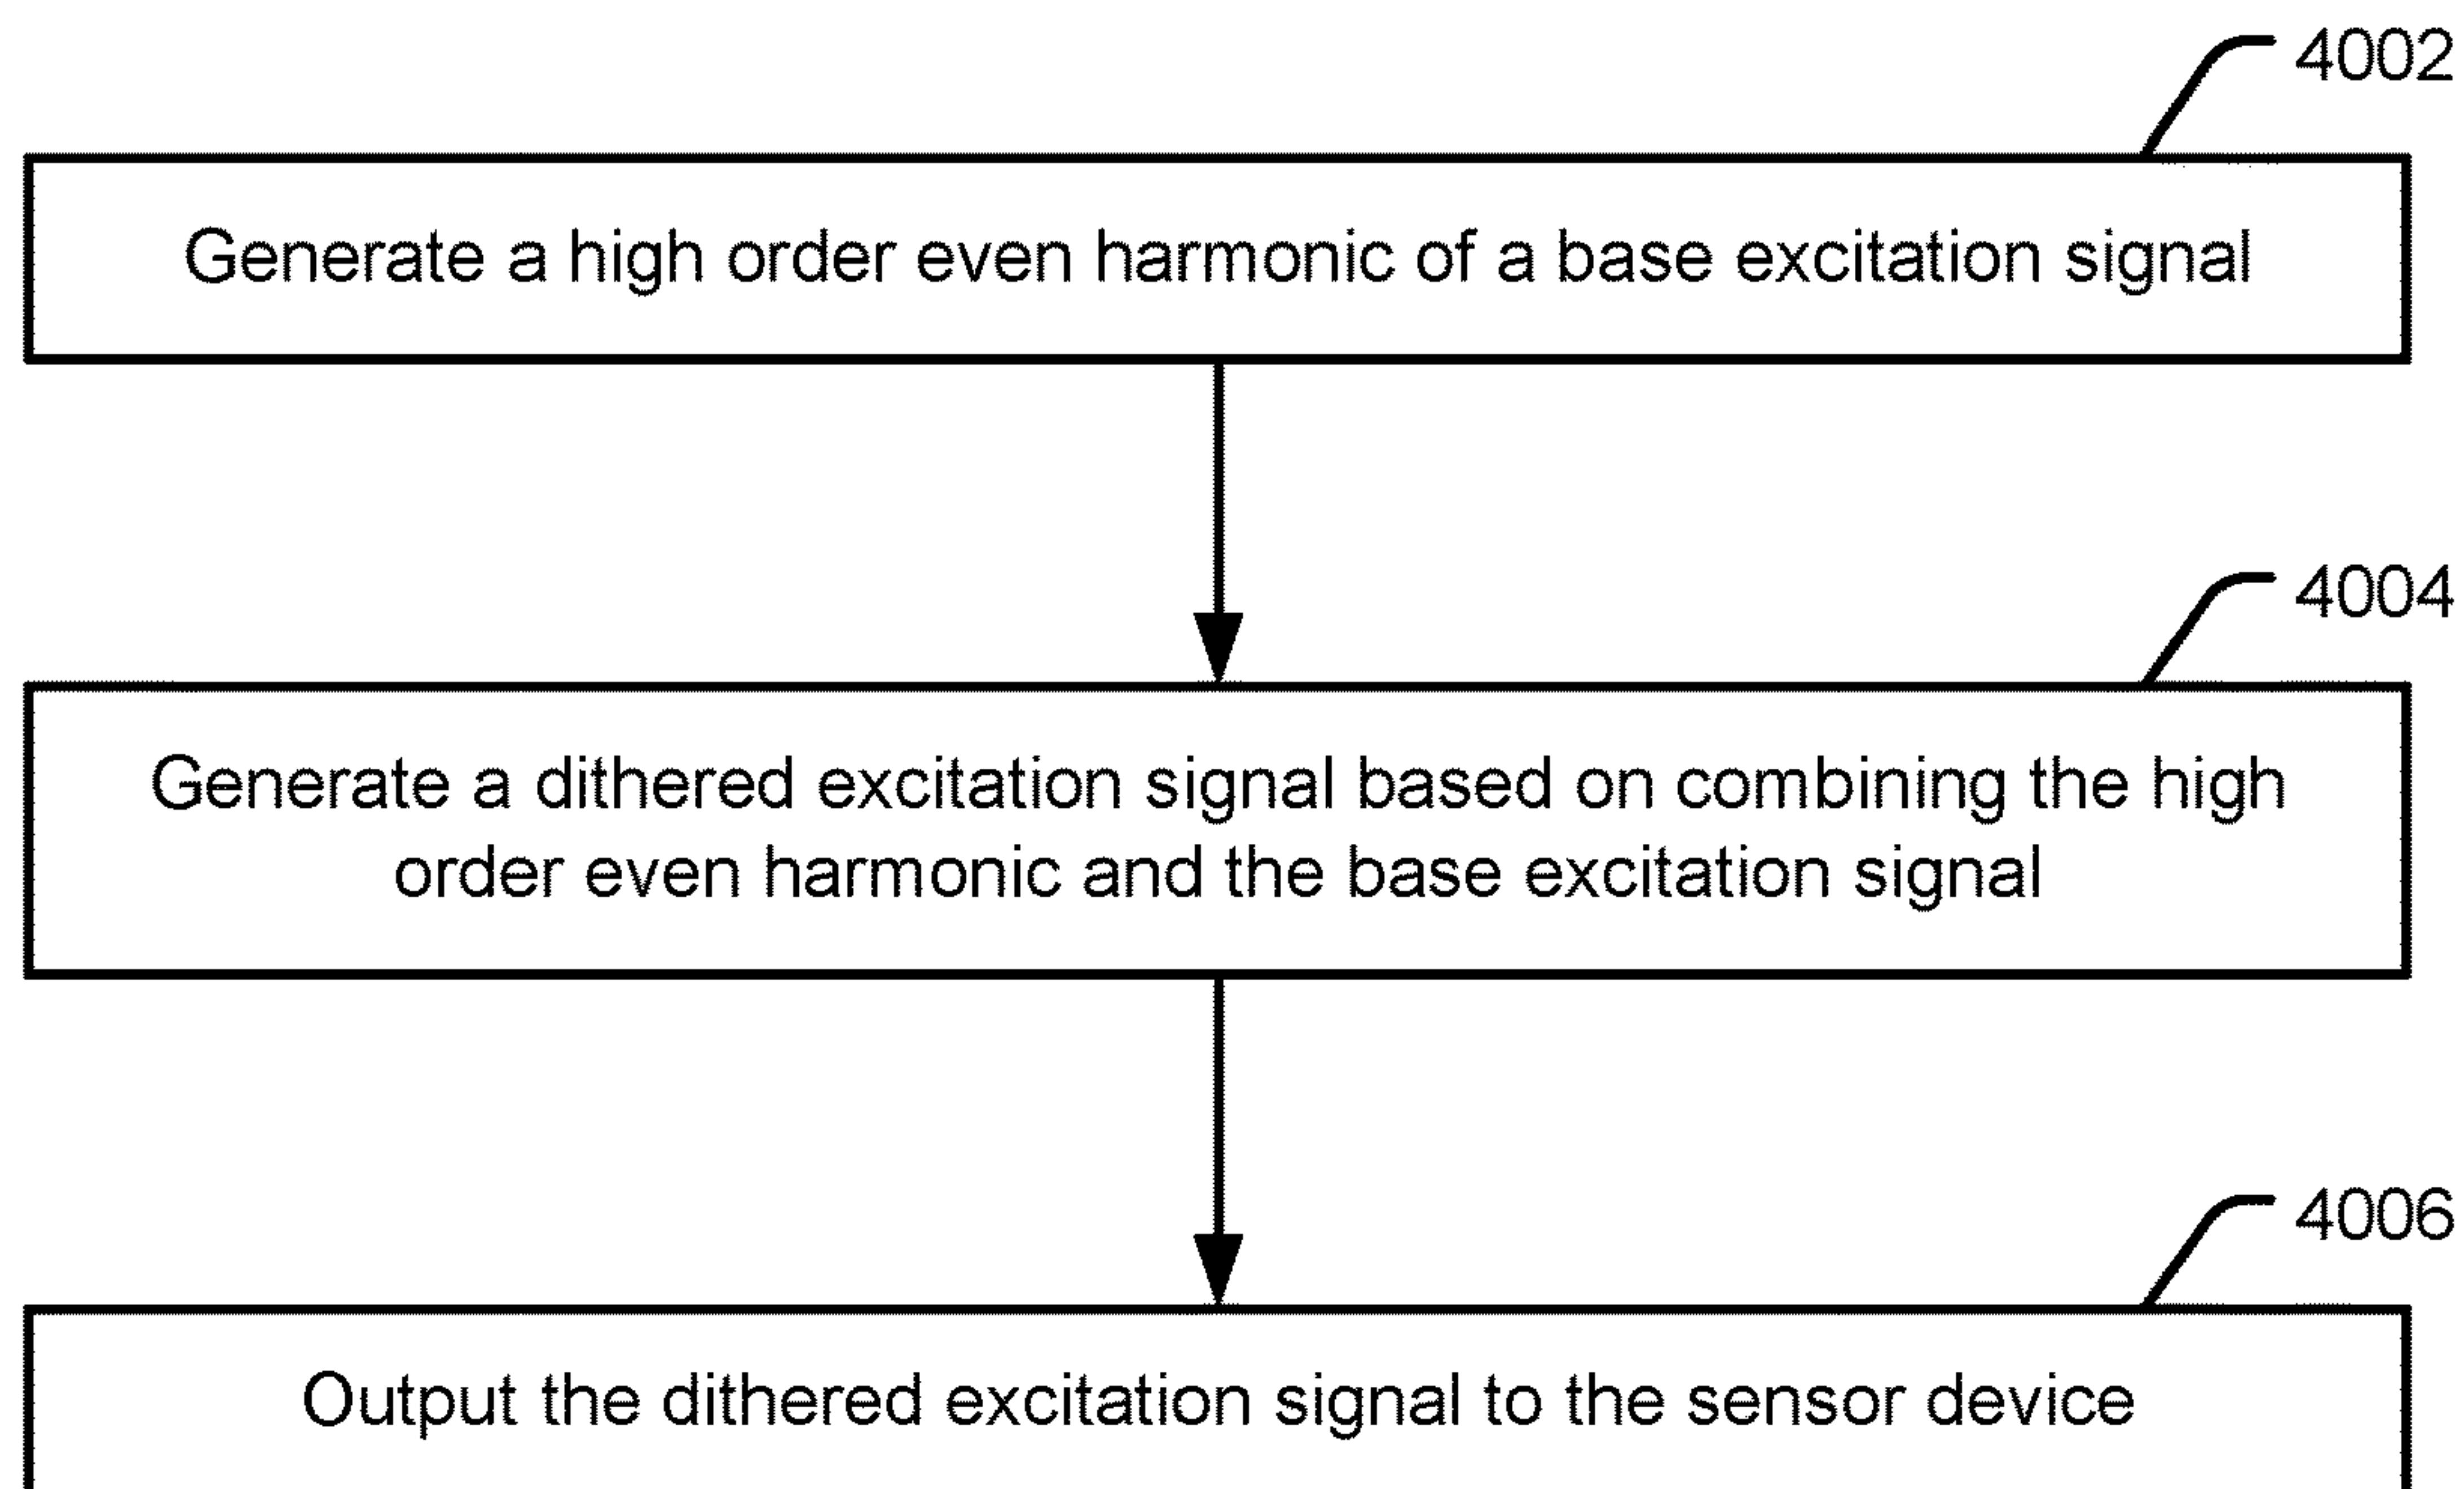 4002
Generate a high order even harmonic of a base excitation signal
4004
Generate a dithered excitation signal based on combining the high
order even harmonic and the base excitation signal
4006
Output the dithered excitation signal to the sensor device